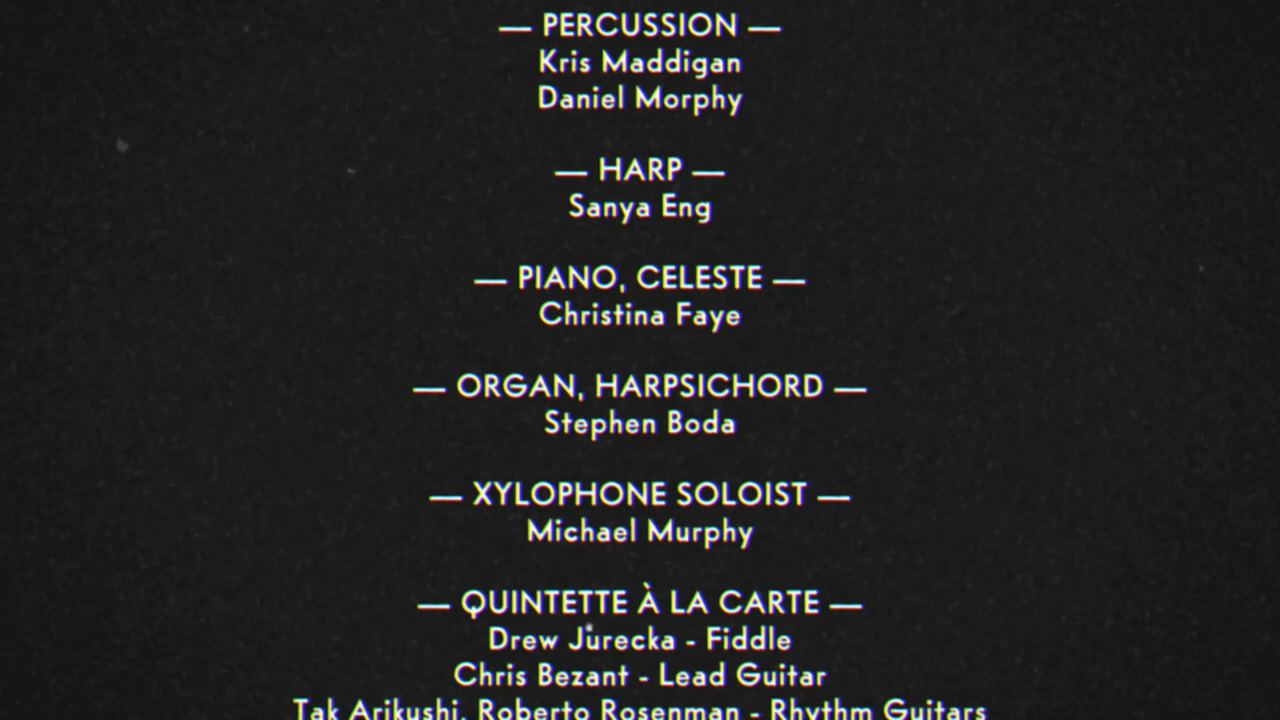 — PERCUSSION —
Kris Maddigan
Daniel Morphy
— HARP —
Sanya Eng
— PIANO, CELESTE —
Christina Faye
— ORGAN, HARPSICHORD —
Stephen Boda
— XYLOPHONE SOLOIST —
Michael Murphy
— QUINTETTE À LA CARTE —
Drew Jurecka - Fiddle
Chris Bezant - Lead Guitar
Tak Arikushi, Roberto Rosenman - Rhythm Guitars